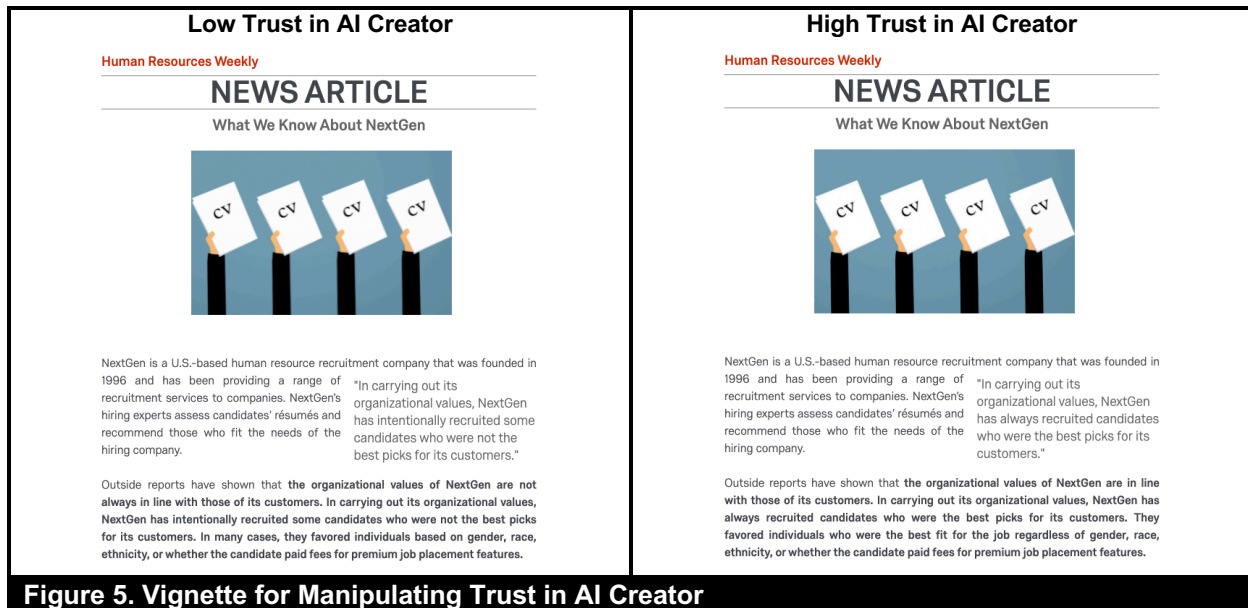 Low Trust in AI Creator
Human Resources Weekly
NEWS ARTICLE
What We Know About NextGen
CV
CV
CV
CV
NextGen is a U.S.-based human resource recruitment company that was founded in
1996 and has been providing a range of
recruitment services to companies. NextGen's
hiring experts assess candidates' résumés and
recommend those who fit the needs of the
hiring company.
"In carrying out its
organizational values, NextGen
has intentionally recruited some
candidates who were not the
best picks for its customers."
Outside reports have shown that the organizational values of NextGen are not
always in line with those of its customers. In carrying out its organizational values,
NextGen has intentionally recruited some candidates who were not the best picks
for its customers. In many cases, they favored individuals based on gender, race,
ethnicity, or whether the candidate paid fees for premium job placement features.
High Trust in AI Creator
Human Resources Weekly
NEWS ARTICLE
What We Know About NextGen
CV
CV
CV
CV
NextGen is a U.S.-based human resource recruitment company that was founded in
1996 and has been providing a range of
recruitment services to companies. NextGen's
hiring experts assess candidates' résumés and
recommend those who fit the needs of the
hiring company.
"In carrying out its
organizational values, NextGen
has always recruited candidates
who were the best picks for its
customers."
Outside reports have shown that the organizational values of NextGen are in line
with those of its customers. In carrying out its organizational values, NextGen has
always recruited candidates who were the best picks for its customers. They
favored individuals who were the best fit for the job regardless of gender, race,
ethnicity, or whether the candidate paid fees for premium job placement features.
Figure 5. Vignette for Manipulating Trust in AI Creator